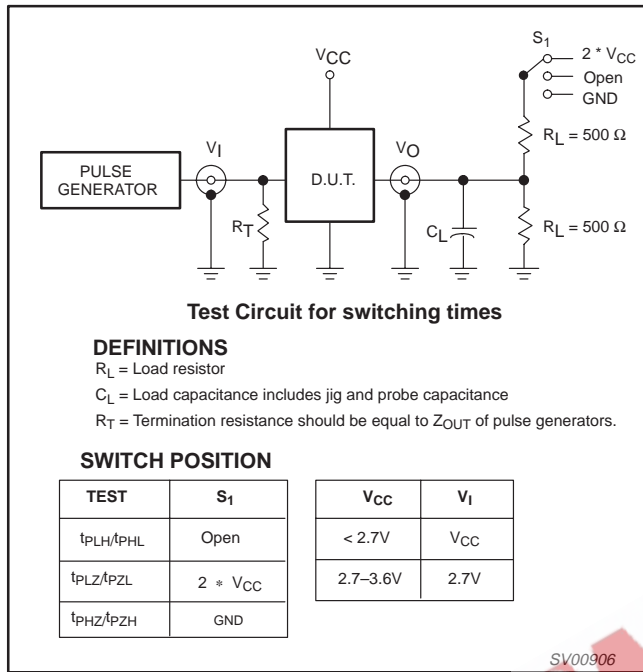 S1
2 * VCC
Open
GND
VCC
RL = 500 Ω
VI
VO
PULSE
GENERATOR
D.U.T.
RT
CL
RL = 500 Ω
Test Circuit for switching times
DEFINITIONS
RL = Load resistor
CL = Load capacitance includes jig and probe capacitance
RT = Termination resistance should be equal to ZOUT of pulse generators.
SWITCH POSITION
TEST S1
tPLH/tPHL Open
tPLZ/tPZL 2 * VCC
tPHZ/tPZH GND
VCC VI
< 2.7V VCC
2.7–3.6V 2.7V
SV00906